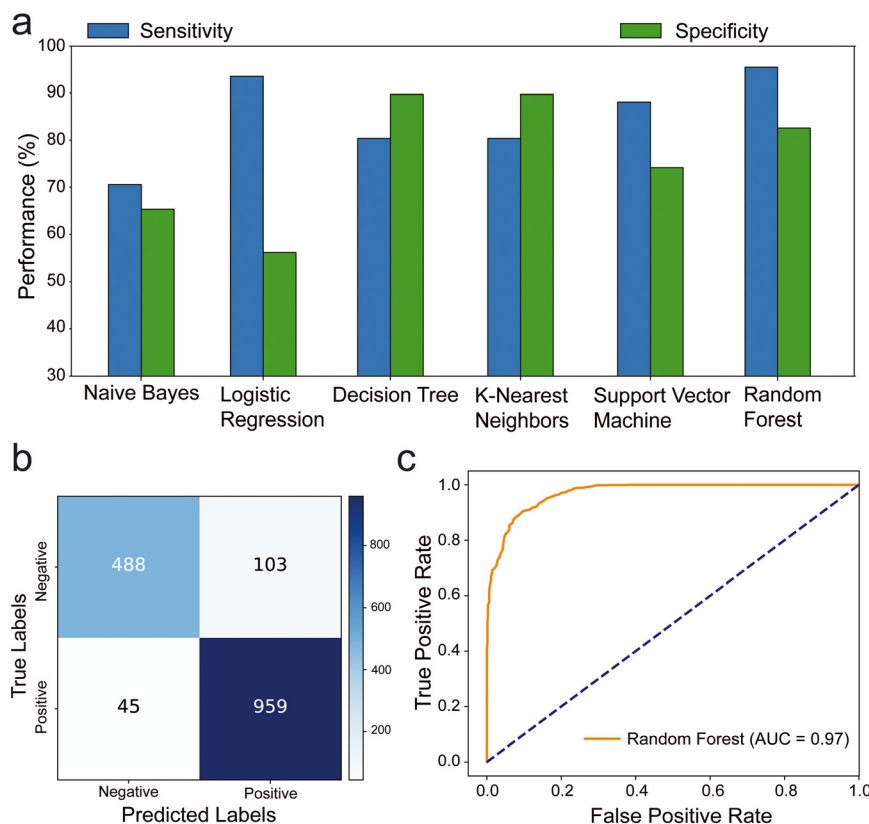 a
Sensitivity
Specificity
100
90
80
70
60
50
40
30
Performance (%)
Naive Bayes
Logistic
Regression
Decision Tree
K-Nearest
Neighbors
Support Vector
Machine
Random
Forest
b
488
103
45
959
True Labels
Negative
Positive
Negative
Positive
Predicted Labels
800
600
400
200
c
True Positive Rate
1.0
0.8
0.6
0.4
0.2
0.0
Random Forest (AUC = 0.97)
0.0
0.2
0.4
0.6
0.8
1.0
False Positive Rate